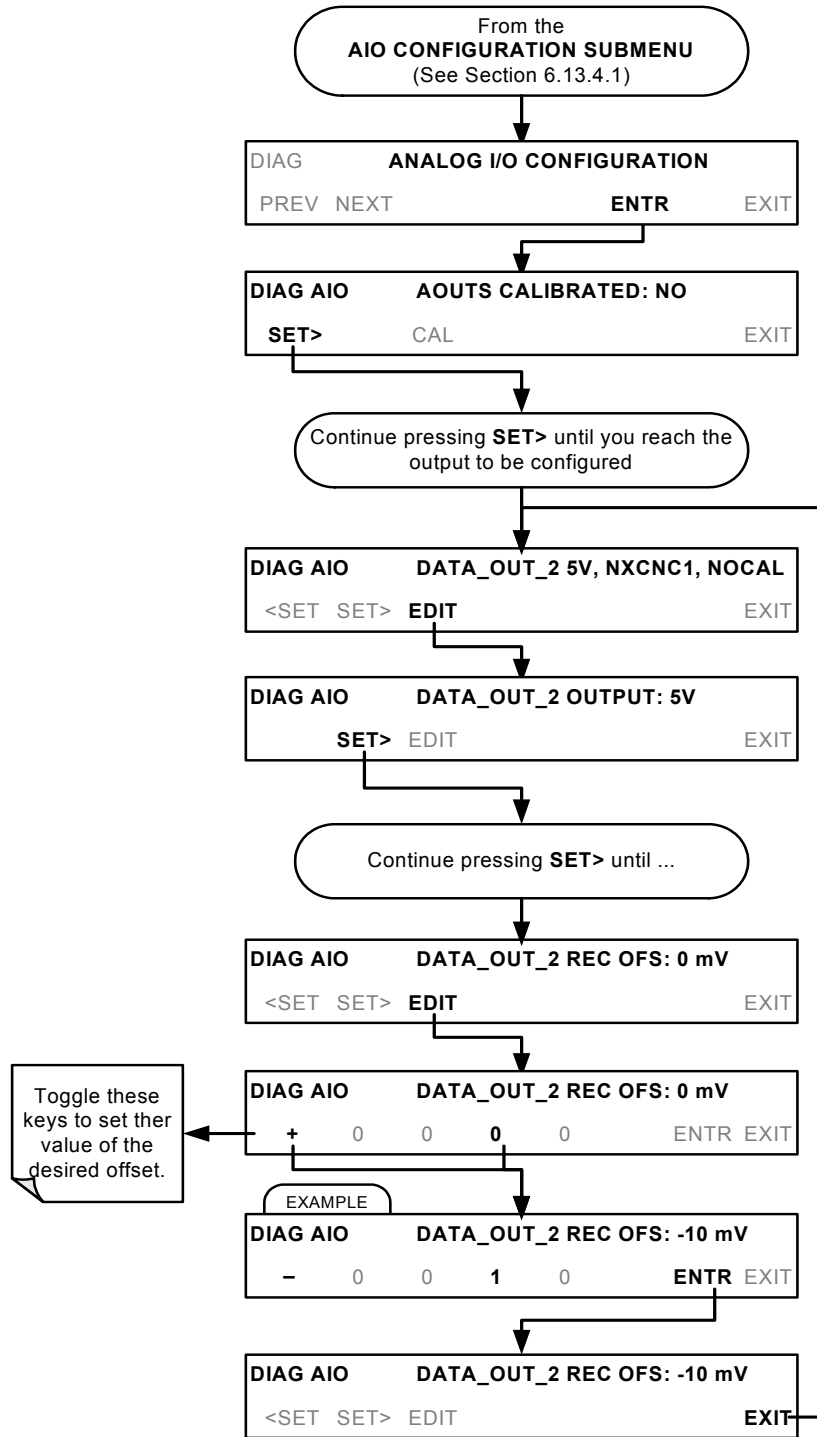 From the
AIO CONFIGURATION SUBMENU
(See Section 6.13.4.1)
DIAG ANALOG I/O CONFIGURATION
PREV NEXT ENTR EXIT
DIAG AIO AOUTS CALIBRATED: NO
SET> CAL EXIT
Continue pressing SET> until you reach the
output to be configured
DIAG AIO DATA_OUT_2 5V, NXCNC1, NOCAL
<SET SET> EDIT EXIT
DIAG AIO DATA_OUT_2 OUTPUT: 5V
SET> EDIT EXIT
Continue pressing SET> until ...
DIAG AIO DATA_OUT_2 REC OFS: 0 mV
<SET SET> EDIT EXIT
Toggle these
keys to set ther
value of the
desired offset.
DIAG AIO DATA_OUT_2 REC OFS: 0 mV
+ 0 0 0 0 ENTR EXIT
EXAMPLE
DIAG AIO DATA_OUT_2 REC OFS: -10 mV
– 0 0 1 0 ENTR EXIT
DIAG AIO DATA_OUT_2 REC OFS: -10 mV
<SET SET> EDIT EXIT